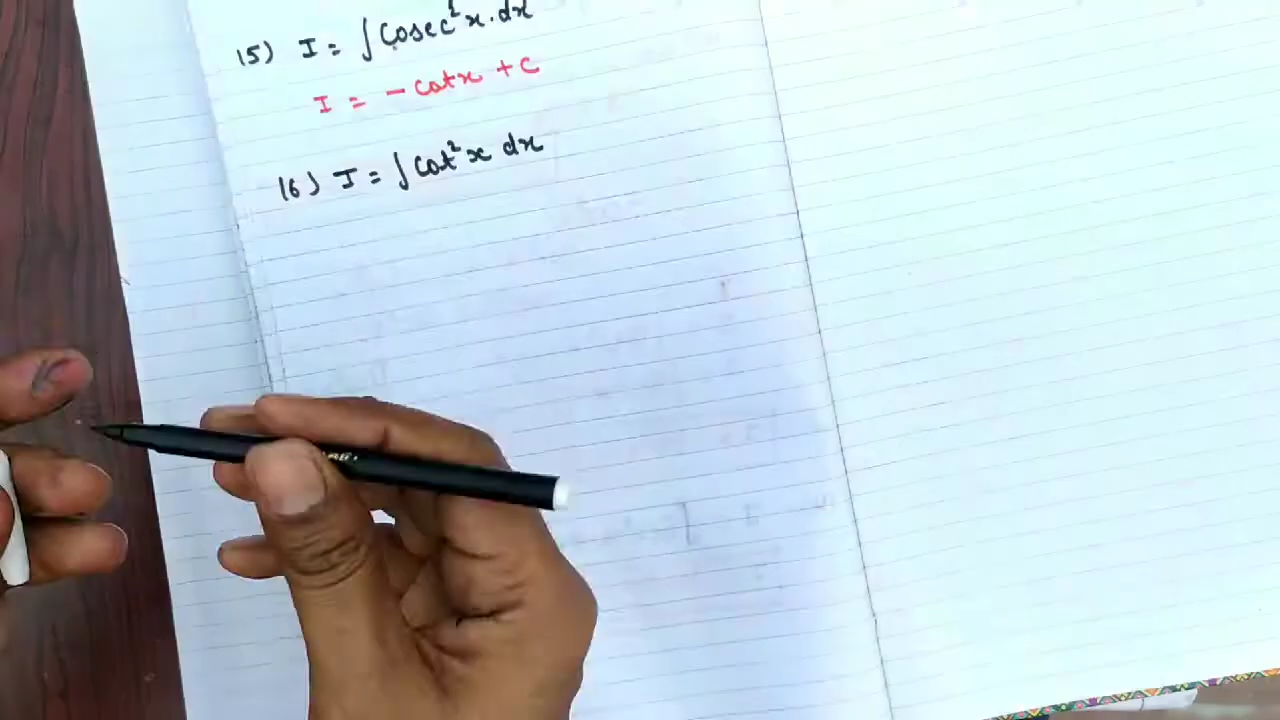 15) I = ∫ Cosec²x.dx
I = -Cotx + C
16) I = ∫ Cot²x dx